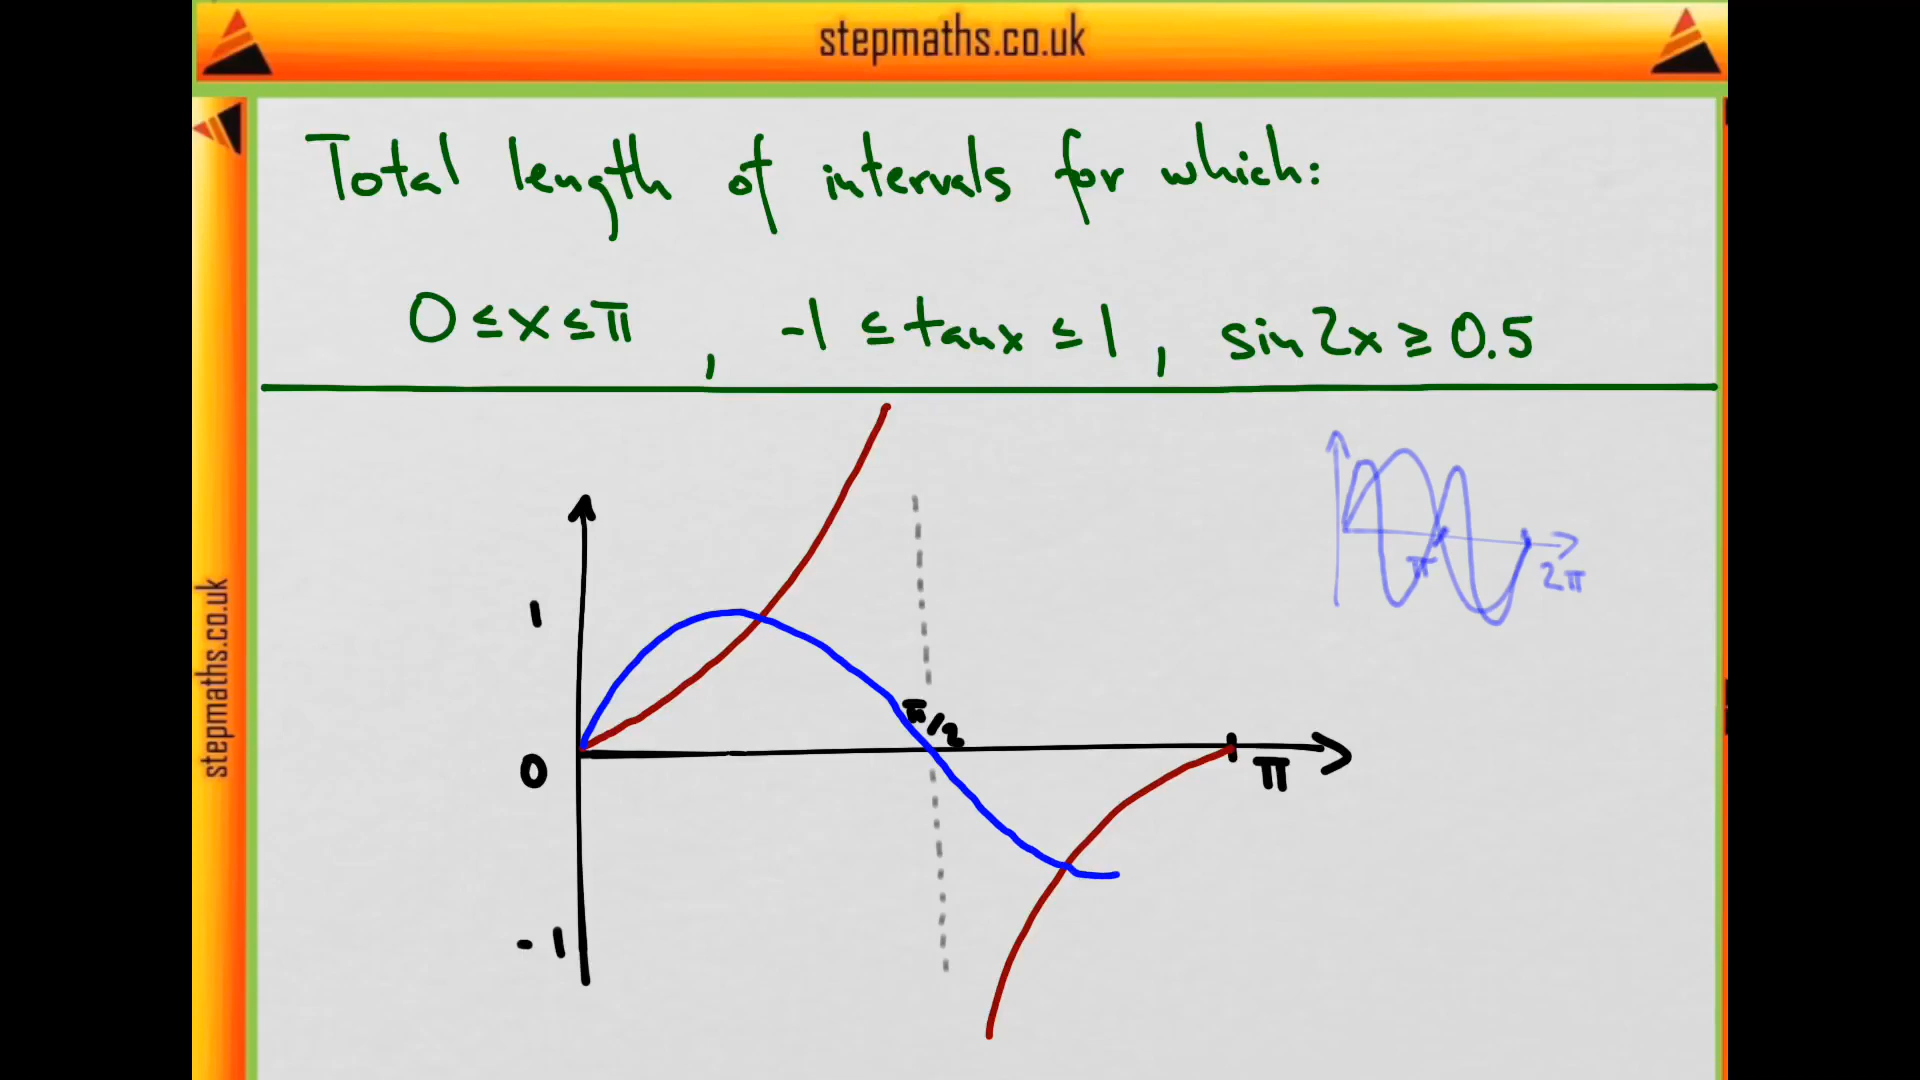 stepmaths.co.uk
Total length of intervals for which:
0 ≤ x ≤ π , -1 ≤ tan x ≤ 1 , sin 2x ≥ 0.5
1
π/2
0
π
-1
π
2π
stepmaths.co.uk